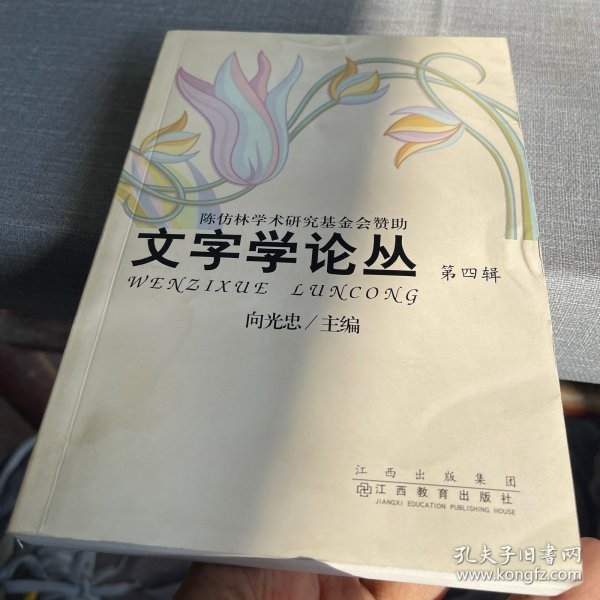 陈仿林学术研究基金会赞助
文字学论丛 第四辑
WENZIXUE LUNCONG
向光忠/主编
江西出版集团
江西教育出版社
JIANGXI EDUCATION PUBLISHING HOUSE
孔夫子旧书网
www.kongfz.com